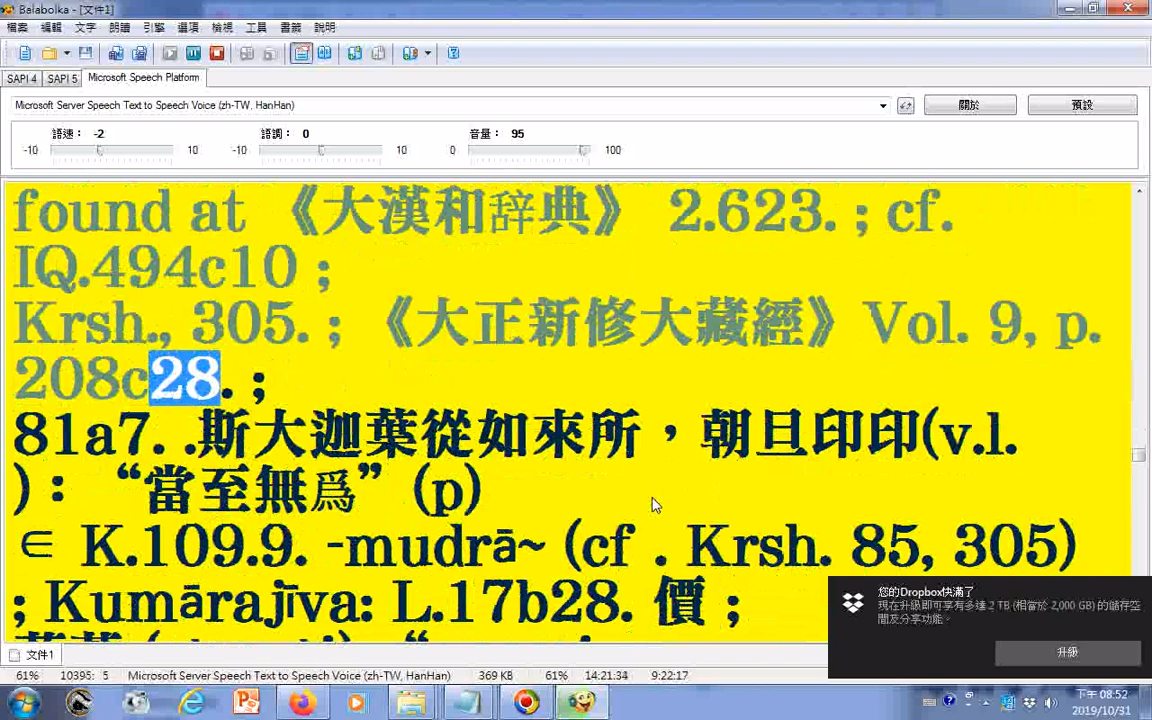 Balabolka - [文件1]
檔案 編輯 文字 朗讀 引擎 選項 檢視 工具 書籤 說明
SAPI 4 SAPI 5 Microsoft Speech Platform
Microsoft Server Speech Text to Speech Voice (zh-TW, HanHan) 關於 預設
語速： -2 語調： 0 音量： 95
-10 10 -10 10 0 100
found at 《大漢和辞典》 2.623. ; cf.
IQ.494c10 ;
Krsh., 305. ; 《大正新修大藏經》Vol. 9, p.
208c28. ;
81a7. .斯大迦葉從如來所，朝旦印印(v.l.
)：“當至無爲” (p)
∈ K.109.9. -mudrā~ (cf . Krsh. 85, 305)
; Kumārajīva: L.17b28. 價 ;
您的Dropbox快滿了
現在升級即可享有多達 2 TB (相當於 2,000 GB) 的儲存空
間及分享功能。
升級
文件1
61% 10395: 5 Microsoft Server Speech Text to Speech Voice (zh-TW, HanHan) 369 KB 61% 14:21:34 9:22:17
下午 08:52
2019/10/31